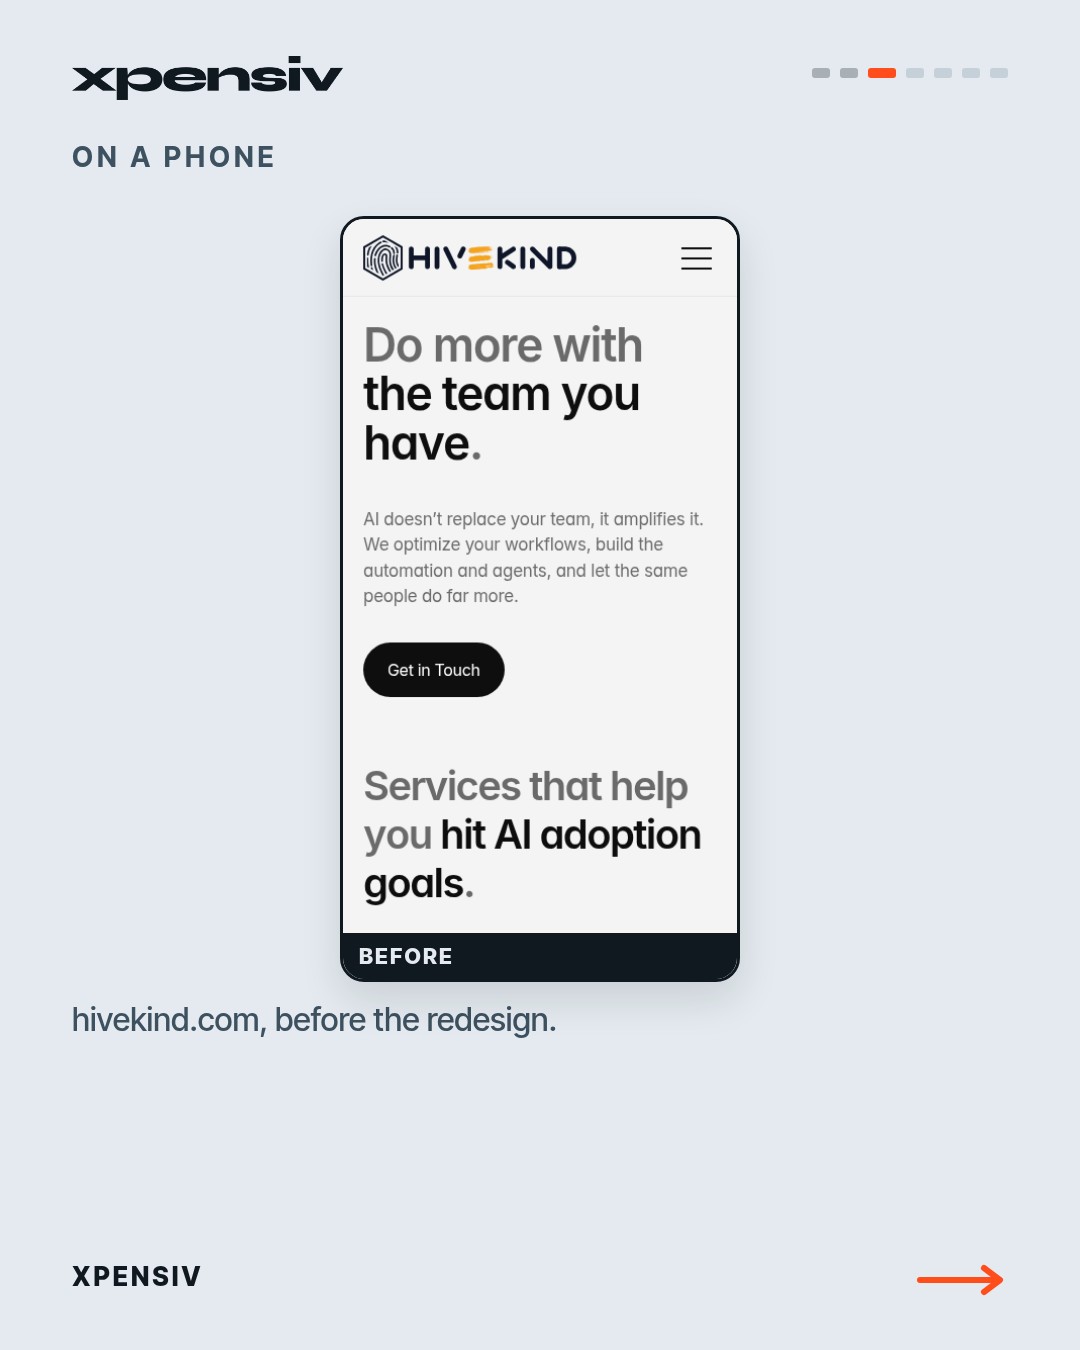 xpensiv
ON A PHONE
HIVEKIND
Do more with
the team you
have.
AI doesn’t replace your team, it amplifies it.
We optimize your workflows, build the
automation and agents, and let the same
people do far more.
Get in Touch
Services that help
you hit AI adoption
goals.
BEFORE
hivekind.com, before the redesign.
XPENSIV